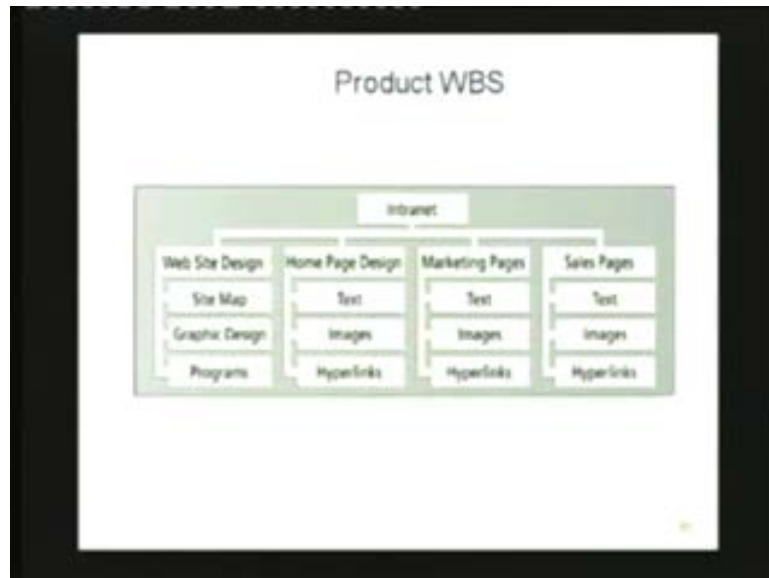 Product WBS
Intranet
Web Site Design Home Page Design Marketing Pages Sales Pages
Site Map Text Text Text
Graphic Design Images Images Images
Programs Hyperlinks Hyperlinks Hyperlinks